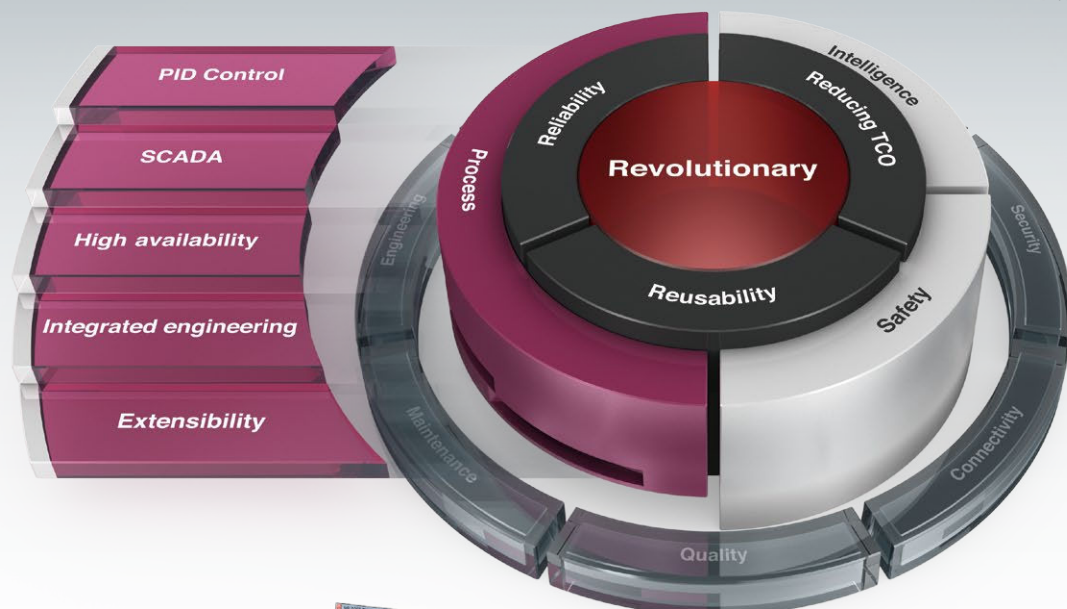 PID Control
SCADA
High availability
Integrated engineering
Extensibility
Process
Intelligence
Safety
Reliability
Reducing TCO
Reusability
Revolutionary
Engineering
Maintenance
Quality
Connectivity
Security